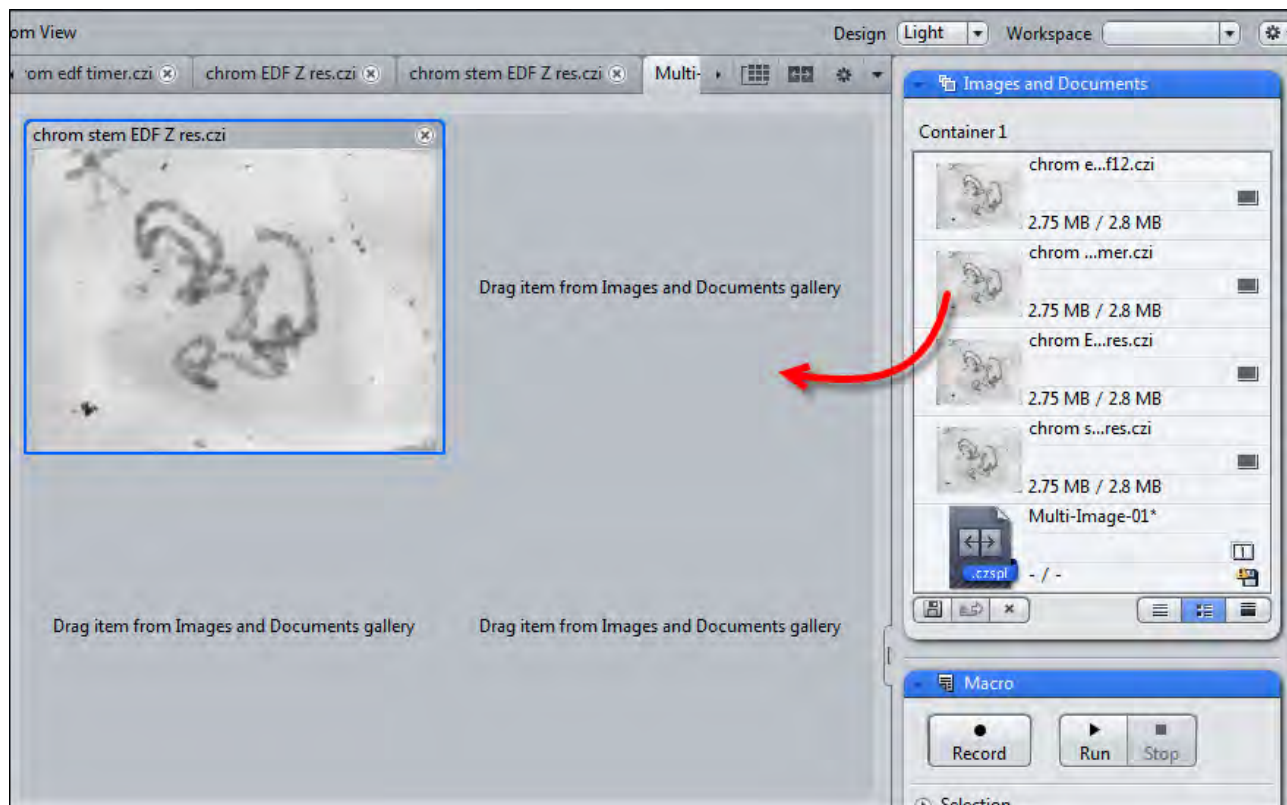 om View
Design Light Workspace
om edf timer.czi chrom EDF Z res.czi chrom stem EDF Z res.czi Multi-
Images and Documents
Container 1
chrom stem EDF Z res.czi
Drag item from Images and Documents gallery
Drag item from Images and Documents gallery
Drag item from Images and Documents gallery
chrom e...f12.czi
2.75 MB / 2.8 MB
chrom ...mer.czi
2.75 MB / 2.8 MB
chrom E...res.czi
2.75 MB / 2.8 MB
chrom s...res.czi
2.75 MB / 2.8 MB
Multi-Image-01*
.czspl - / -
Macro
Record Run Stop
Selection